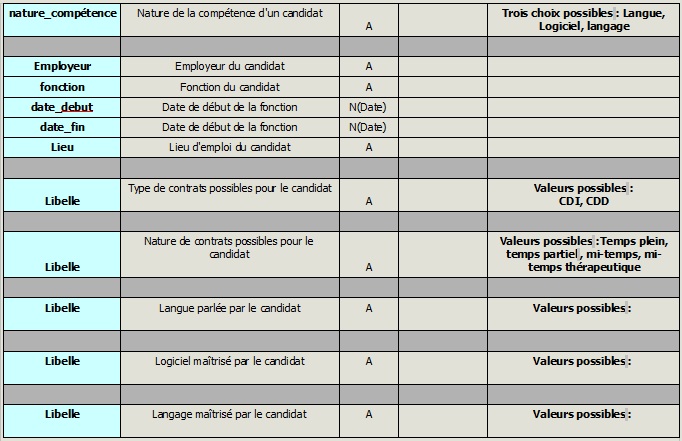 nature_compétence Nature de la compétence d'un candidat A Trois choix possibles : Langue,
Logiciel, langage
Employeur Employeur du candidat A
fonction Fonction du candidat A
date_debut Date de début de la fonction N(Date)
date_fin Date de début de la fonction N(Date)
Lieu Lieu d'emploi du candidat A
Libelle Type de contrats possibles pour le candidat A Valeurs possibles :
CDI, CDD
Libelle Nature de contrats possibles pour le
candidat A Valeurs possibles :Temps plein,
temps partiel, mi-temps, mi-
temps thérapeutique
Libelle Langue parlée par le candidat A Valeurs possibles :
Libelle Logiciel maîtrisé par le candidat A Valeurs possibles :
Libelle Langage maîtrisé par le candidat A Valeurs possibles :